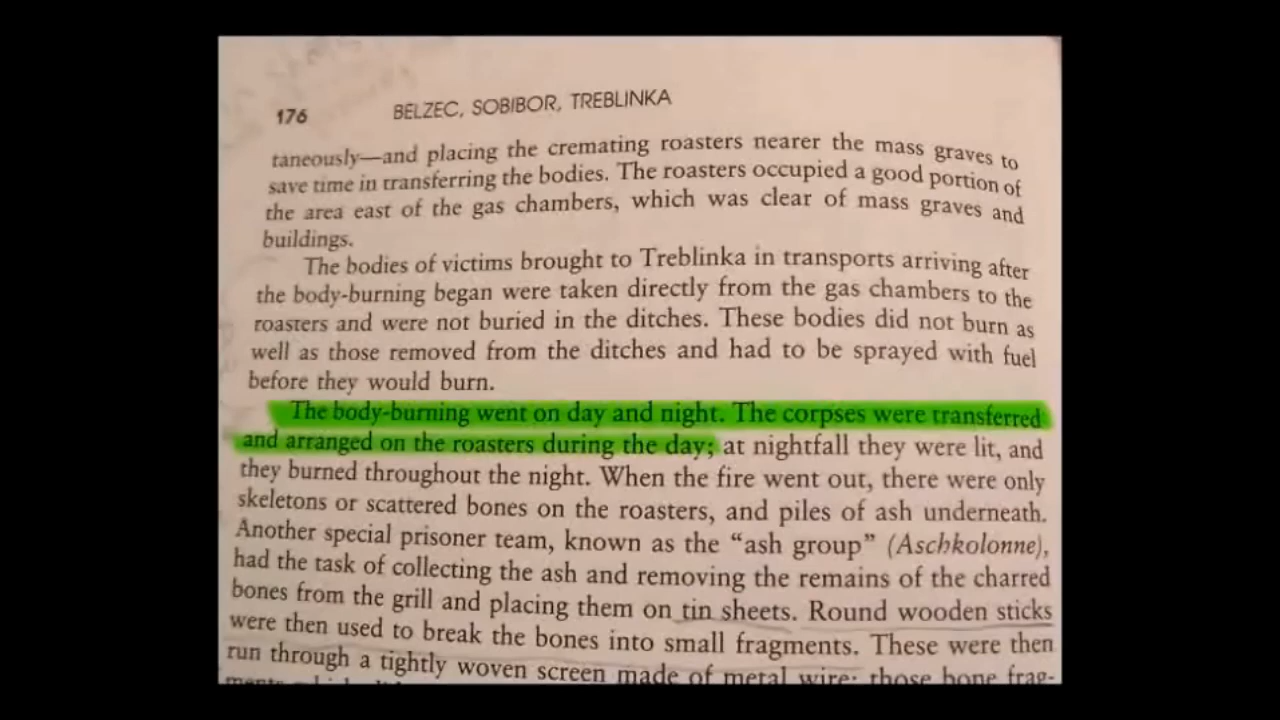 176 BELZEC, SOBIBOR, TREBLINKA
taneously—and placing the cremating roasters nearer the mass graves to
save time in transferring the bodies. The roasters occupied a good portion of
the area east of the gas chambers, which was clear of mass graves and
buildings.
The bodies of victims brought to Treblinka in transports arriving after
the body-burning began were taken directly from the gas chambers to the
roasters and were not buried in the ditches. These bodies did not burn as
well as those removed from the ditches and had to be sprayed with fuel
before they would burn.
The body-burning went on day and night. The corpses were transferred
and arranged on the roasters during the day; at nightfall they were lit, and
they burned throughout the night. When the fire went out, there were only
skeletons or scattered bones on the roasters, and piles of ash underneath.
Another special prisoner team, known as the “ash group” (Aschkolonne),
had the task of collecting the ash and removing the remains of the charred
bones from the grill and placing them on tin sheets. Round wooden sticks
were then used to break the bones into small fragments. These were then
run through a tightly woven screen made of metal wire; those bone frag-